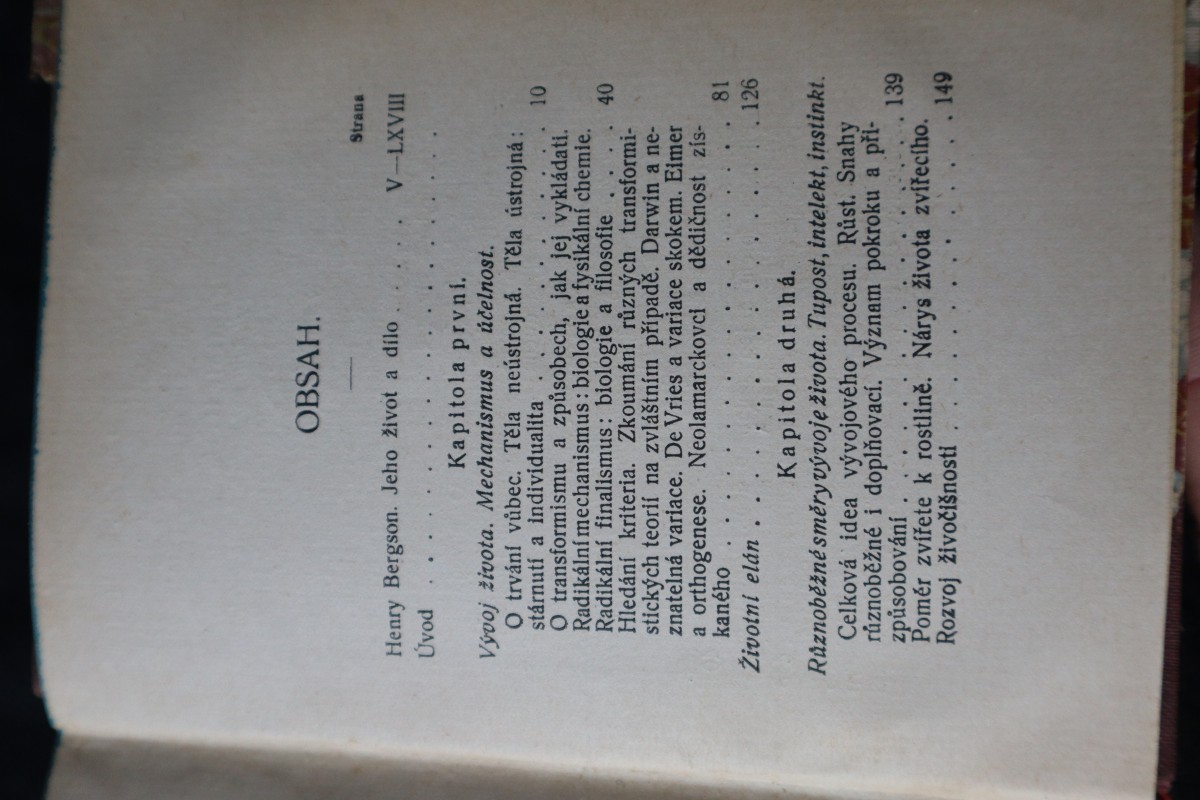 OBSAH.
Strana
Henry Bergson. Jeho život a dílo . . . . V—LXVIII
Úvod . . . . . . . . . . . . . . . . .
Kapitola první.
Vývoj života. Mechanismus a účelnost.
O trvání vůbec. Těla neústrojná. Těla ústrojná:
stárnutí a individualita . . . . . . . . . . . 10
O transformismu a způsobech, jak jej vykládati.
Radikální mechanismus: biologie a fysikální chemie.
Radikální finalismus: biologie a filosofie . . . . 40
Hledání kriteria. Zkoumání různých transformi-
stických teorií na zvláštním případě. Darwin a ne-
znatelná variace. De Vries a variace skokem. Eimer
a orthogenese. Neolamarckovci a dědičnost zís-
kaného . . . . . . . . . . . . . . . . 81
Životní elán . . . . . . . . . . . . . . . 126
Kapitola druhá.
Různoběžné směry vývoje života. Tupost, intelekt, instinkt.
Celková idea vývojového procesu. Růst. Snahy
různoběžné i doplňovací. Význam pokroku a při-
způsobování . . . . . . . . . . . . . . 139
Poměr zvířete k rostlině. Nárys života zvířecího.
Rozvoj živočišnosti . . . . . . . . . . . . 149